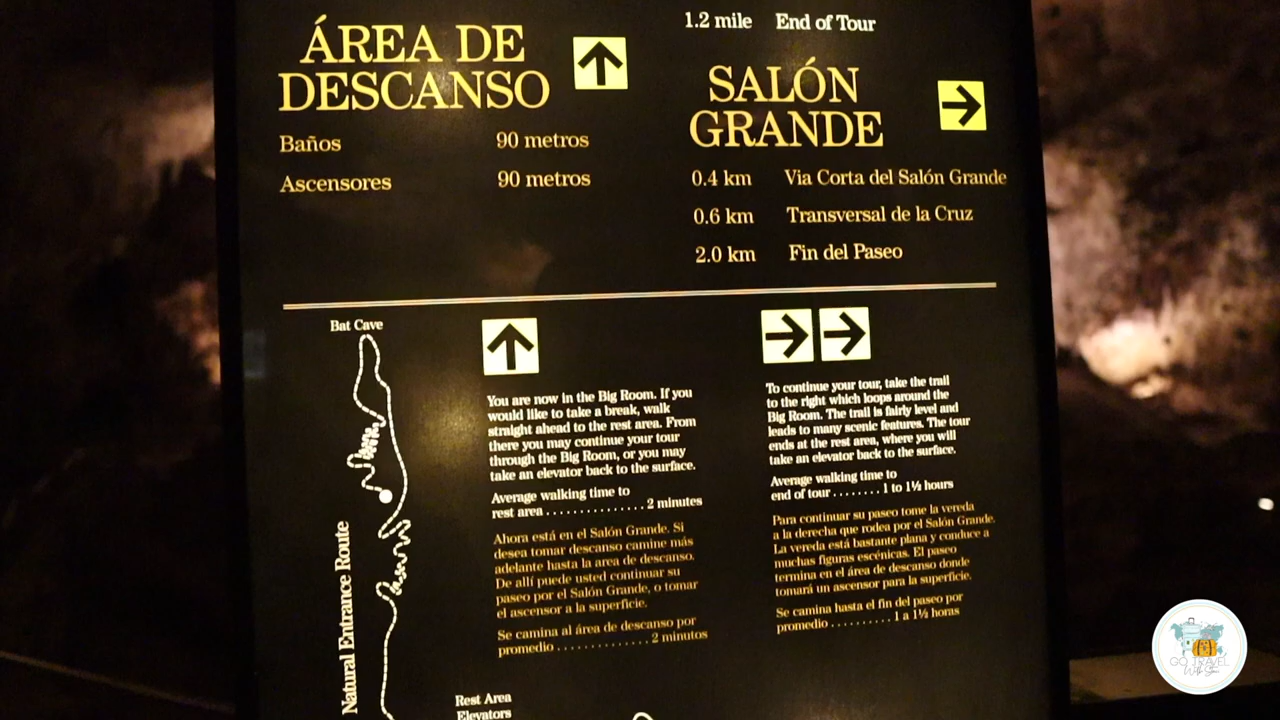 ÁREA DE
DESCANSO
Baños 90 metros
Ascensores 90 metros
1.2 mile End of Tour
SALÓN
GRANDE
0.4 km Via Corta del Salón Grande
0.6 km Transversal de la Cruz
2.0 km Fin del Paseo
Bat Cave
Natural Entrance Route
You are now in the Big Room. If you
would like to take a break, walk
straight ahead to the rest area. From
there you may continue your tour
through the Big Room, or you may
take an elevator back to the surface.
Average walking time to
rest area . . . . . . . . . . . . . . . 2 minutes
Ahora está en el Salón Grande. Si
desea tomar descanso camine más
adelante hasta la area de descanso.
De allí puede usted continuar su
paseo por el Salón Grande, o tomar
el ascensor a la superficie.
Se camina al área de descanso por
promedio . . . . . . . . . . . . . . 2 minutos
To continue your tour, take the trail
to the right which loops around the
Big Room. The trail is fairly level and
leads to many scenic features. The tour
ends at the rest area, where you will
take an elevator back to the surface.
Average walking time to
end of tour . . . . . . . . 1 to 1½ hours
Para continuar su paseo tome la vereda
a la derecha que rodea por el Salón Grande.
La vereda está bastante plana y conduce a
muchas figuras escénicas. El paseo
termina en el área de descanso donde
tomará un ascensor para la superficie.
Se camina hasta el fin del paseo por
promedio . . . . . . . . . . 1 a 1½ horas
Rest Area
Elevators
GO TRAVEL